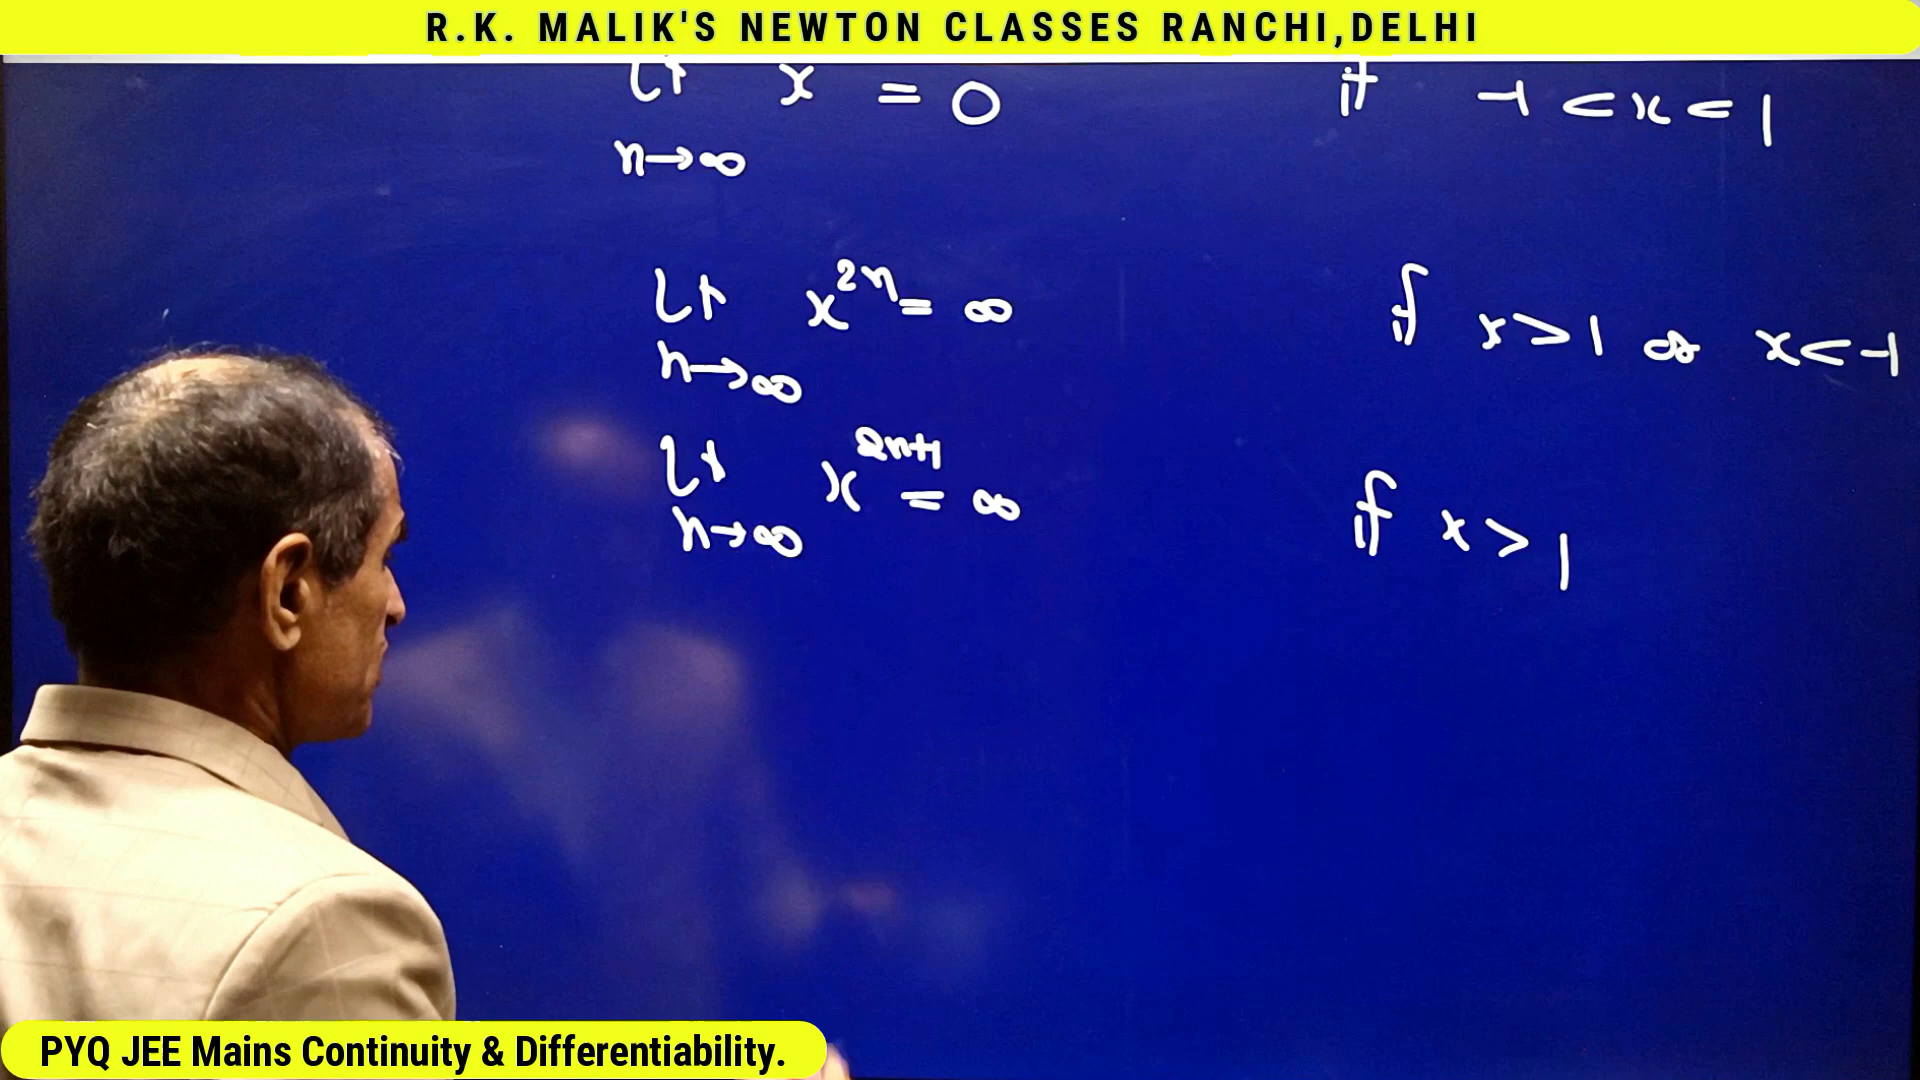 R.K. MALIK'S NEWTON CLASSES RANCHI,DELHI
Lt x = 0 if -1 < x < 1
n→∞
Lt x^2n = ∞ if x > 1 or x < -1
n→∞
Lt x^2n+1 = ∞ if x > 1
n→∞
PYQ JEE Mains Continuity & Differentiability.